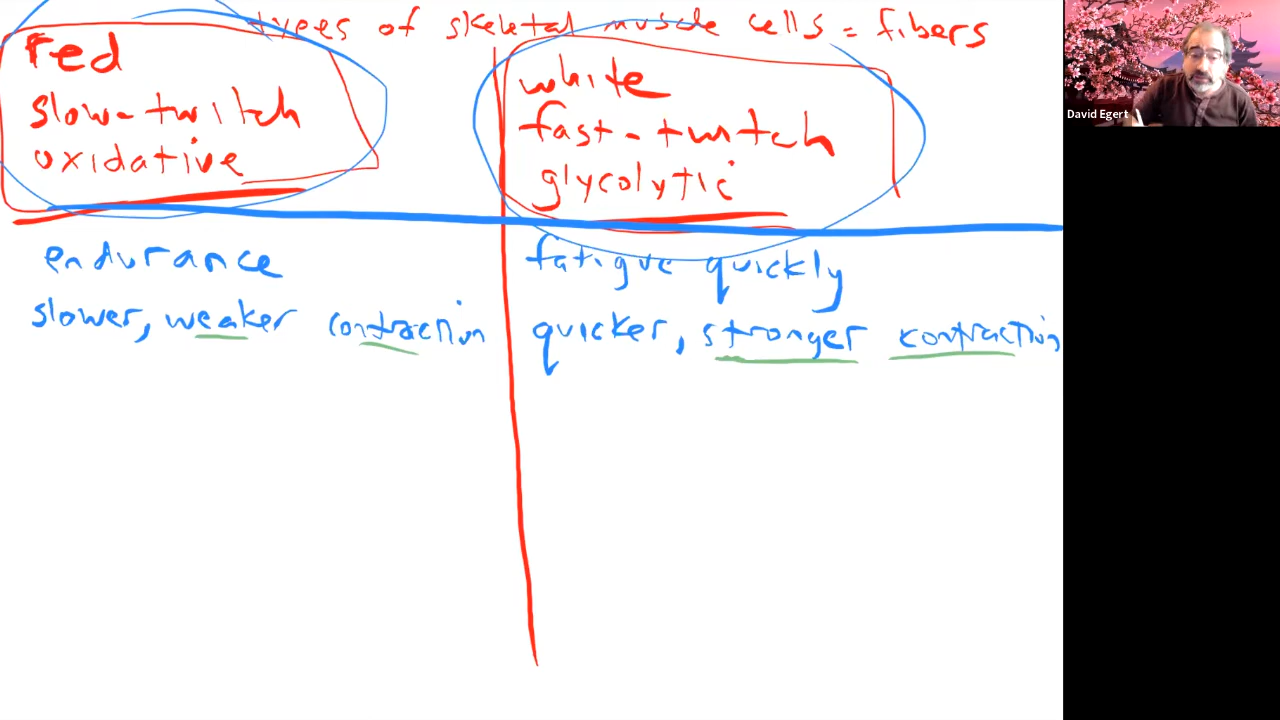 types of skeletal muscle cells = fibers
red
slow-twitch
oxidative
white
fast-twitch
glycolytic
endurance
slower, weaker contraction
fatigue quickly
quicker, stronger contraction
David Egert